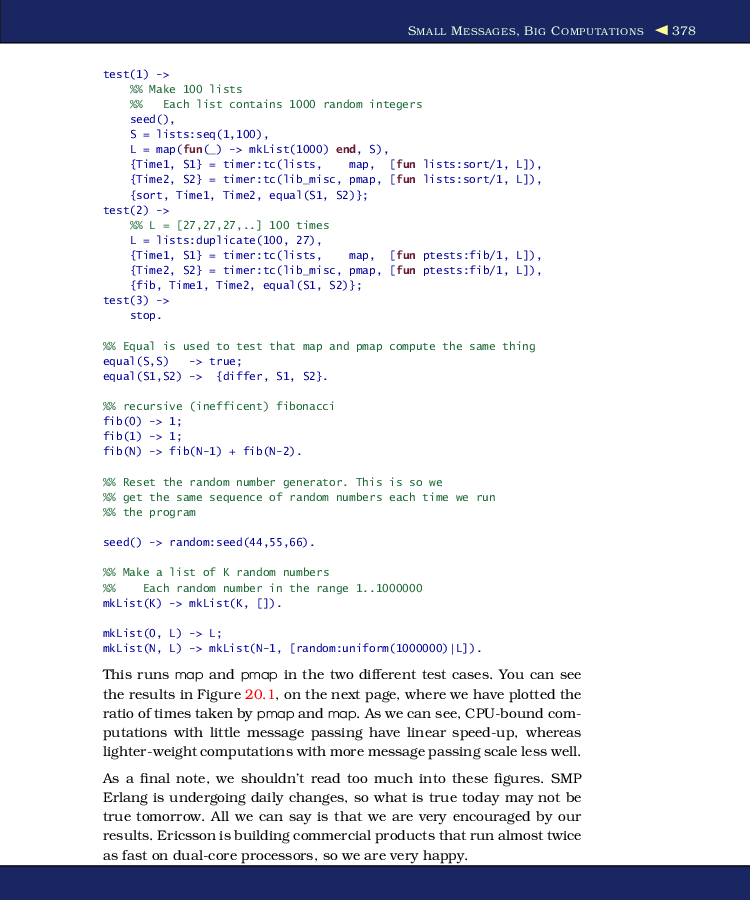 SMALL MESSAGES, BIG COMPUTATIONS ◀ 378
test(1) ->
    %% Make 100 lists
    %%   Each list contains 1000 random integers
    seed(),
    S = lists:seq(1,100),
    L = map(fun(_) -> mkList(1000) end, S),
    {Time1, S1} = timer:tc(lists,    map,  [fun lists:sort/1, L]),
    {Time2, S2} = timer:tc(lib_misc, pmap, [fun lists:sort/1, L]),
    {sort, Time1, Time2, equal(S1, S2)};
test(2) ->
    %% L = [27,27,27,..] 100 times
    L = lists:duplicate(100, 27),
    {Time1, S1} = timer:tc(lists,    map,  [fun ptests:fib/1, L]),
    {Time2, S2} = timer:tc(lib_misc, pmap, [fun ptests:fib/1, L]),
    {fib, Time1, Time2, equal(S1, S2)};
test(3) ->
    stop.
%% Equal is used to test that map and pmap compute the same thing
equal(S,S)   -> true;
equal(S1,S2) ->  {differ, S1, S2}.
%% recursive (inefficent) fibonacci
fib(0) -> 1;
fib(1) -> 1;
fib(N) -> fib(N-1) + fib(N-2).
%% Reset the random number generator. This is so we
%% get the same sequence of random numbers each time we run
%% the program
seed() -> random:seed(44,55,66).
%% Make a list of K random numbers
%%    Each random number in the range 1..1000000
mkList(K) -> mkList(K, []).
mkList(0, L) -> L;
mkList(N, L) -> mkList(N-1, [random:uniform(1000000)|L]).
This runs map and pmap in the two different test cases. You can see
the results in Figure 20.1, on the next page, where we have plotted the
ratio of times taken by pmap and map. As we can see, CPU-bound com-
putations with little message passing have linear speed-up, whereas
lighter-weight computations with more message passing scale less well.
As a final note, we shouldn't read too much into these figures. SMP
Erlang is undergoing daily changes, so what is true today may not be
true tomorrow. All we can say is that we are very encouraged by our
results. Ericsson is building commercial products that run almost twice
as fast on dual-core processors, so we are very happy.